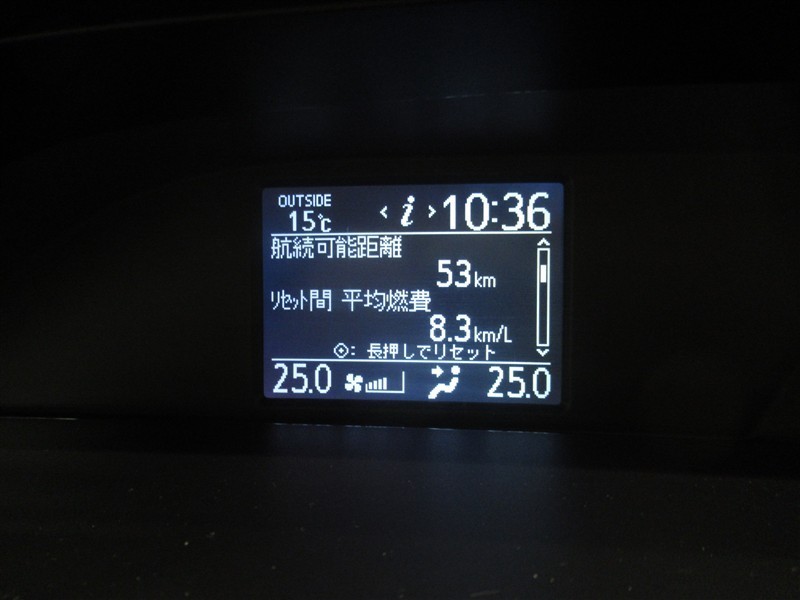 OUTSIDE
15℃
< i > 10:36
航続可能距離
53km
ﾘｾｯﾄ間 平均燃費
8.3km/L
長押しでリセット
25.0 25.0